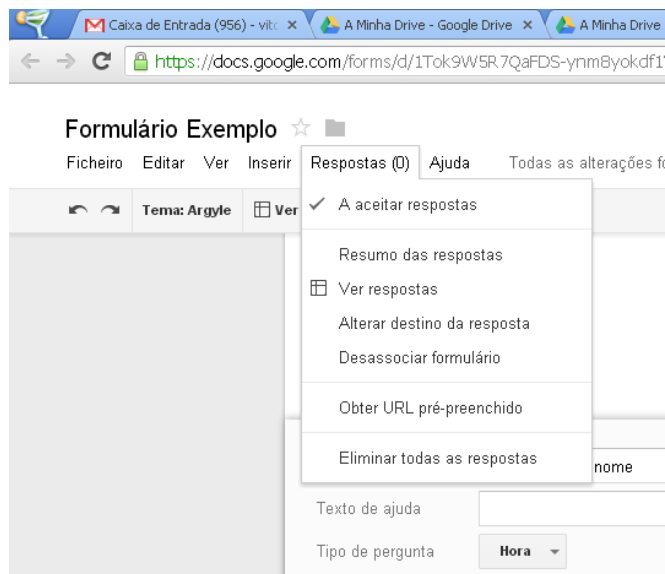 Caixa de Entrada (956) - vito
A Minha Drive - Google Drive
A Minha Drive
https://docs.google.com/forms/d/1Tok9W5R7QaFDS-ynm8yokdf1
Formulário Exemplo
Ficheiro Editar Ver Inserir Respostas (0) Ajuda Todas as alterações fo
Tema: Argyle Ver
A aceitar respostas
Resumo das respostas
Ver respostas
Alterar destino da resposta
Desassociar formulário
Obter URL pré-preenchido
Eliminar todas as respostas
nome
Texto de ajuda
Tipo de pergunta Hora